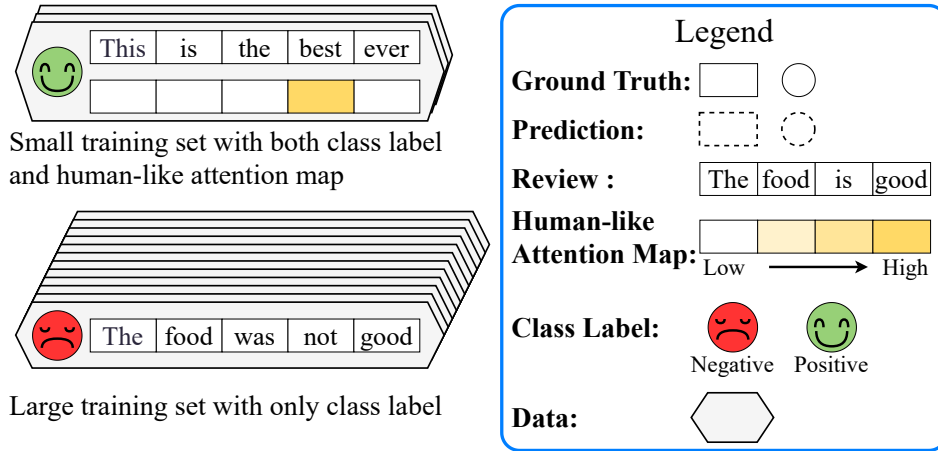 This is the best ever
Small training set with both class label
and human-like attention map
The food was not good
Large training set with only class label
Legend
Ground Truth:
Prediction:
Review :
The food is good
Human-like
Attention Map:
Low High
Class Label:
Negative Positive
Data: